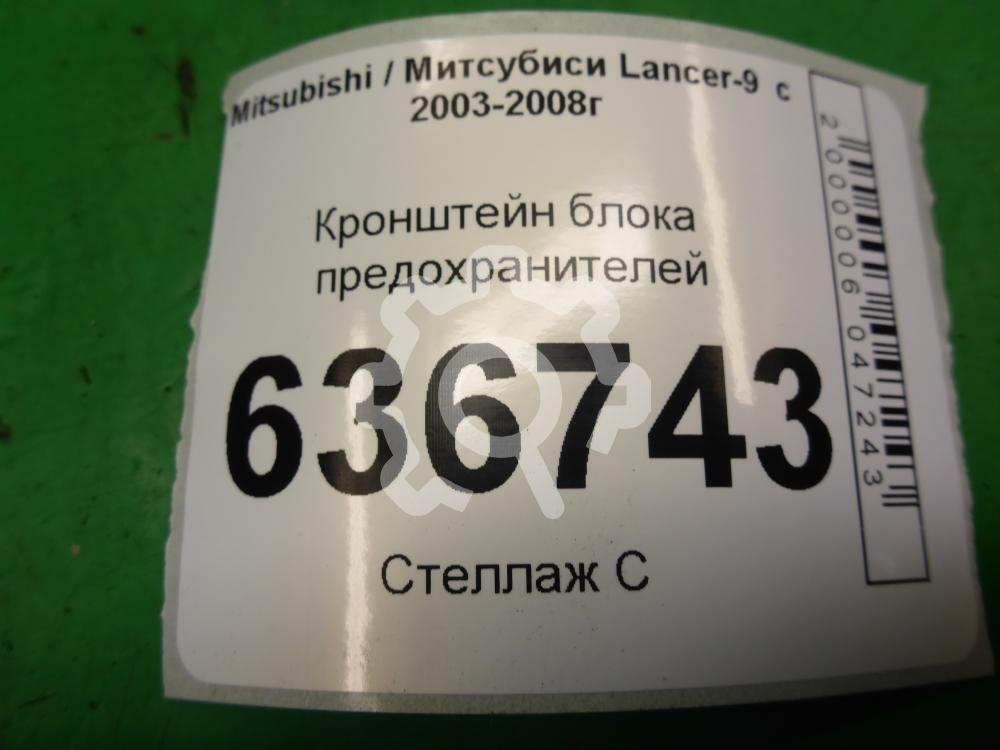 Mitsubishi / Митсубиси Lancer-9 с
2003-2008г
Кронштейн блока
предохранителей
636743
Стеллаж С
2000006047243